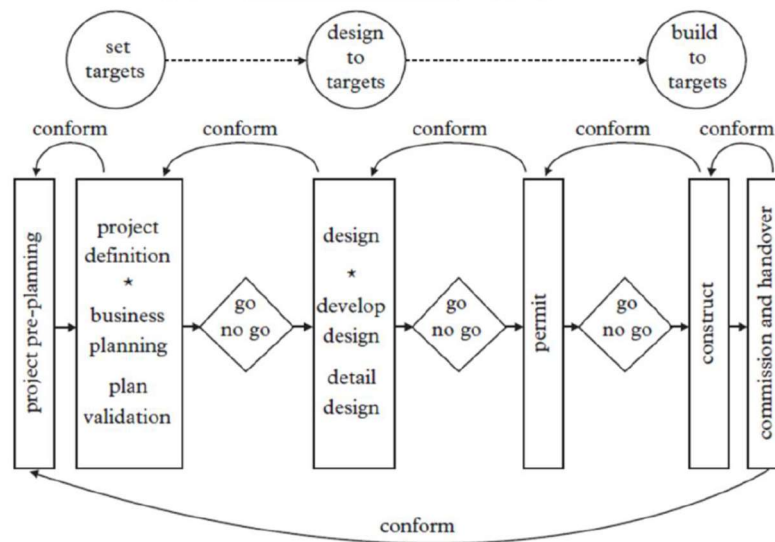 set
targets
design
to
targets
build
to
targets
conform
conform
conform
conform
conform
project pre-planning
project
definition
*
business
planning
plan
validation
go
no go
design
*
develop
design
detail
design
go
no go
permit
go
no go
construct
commission and handover
conform